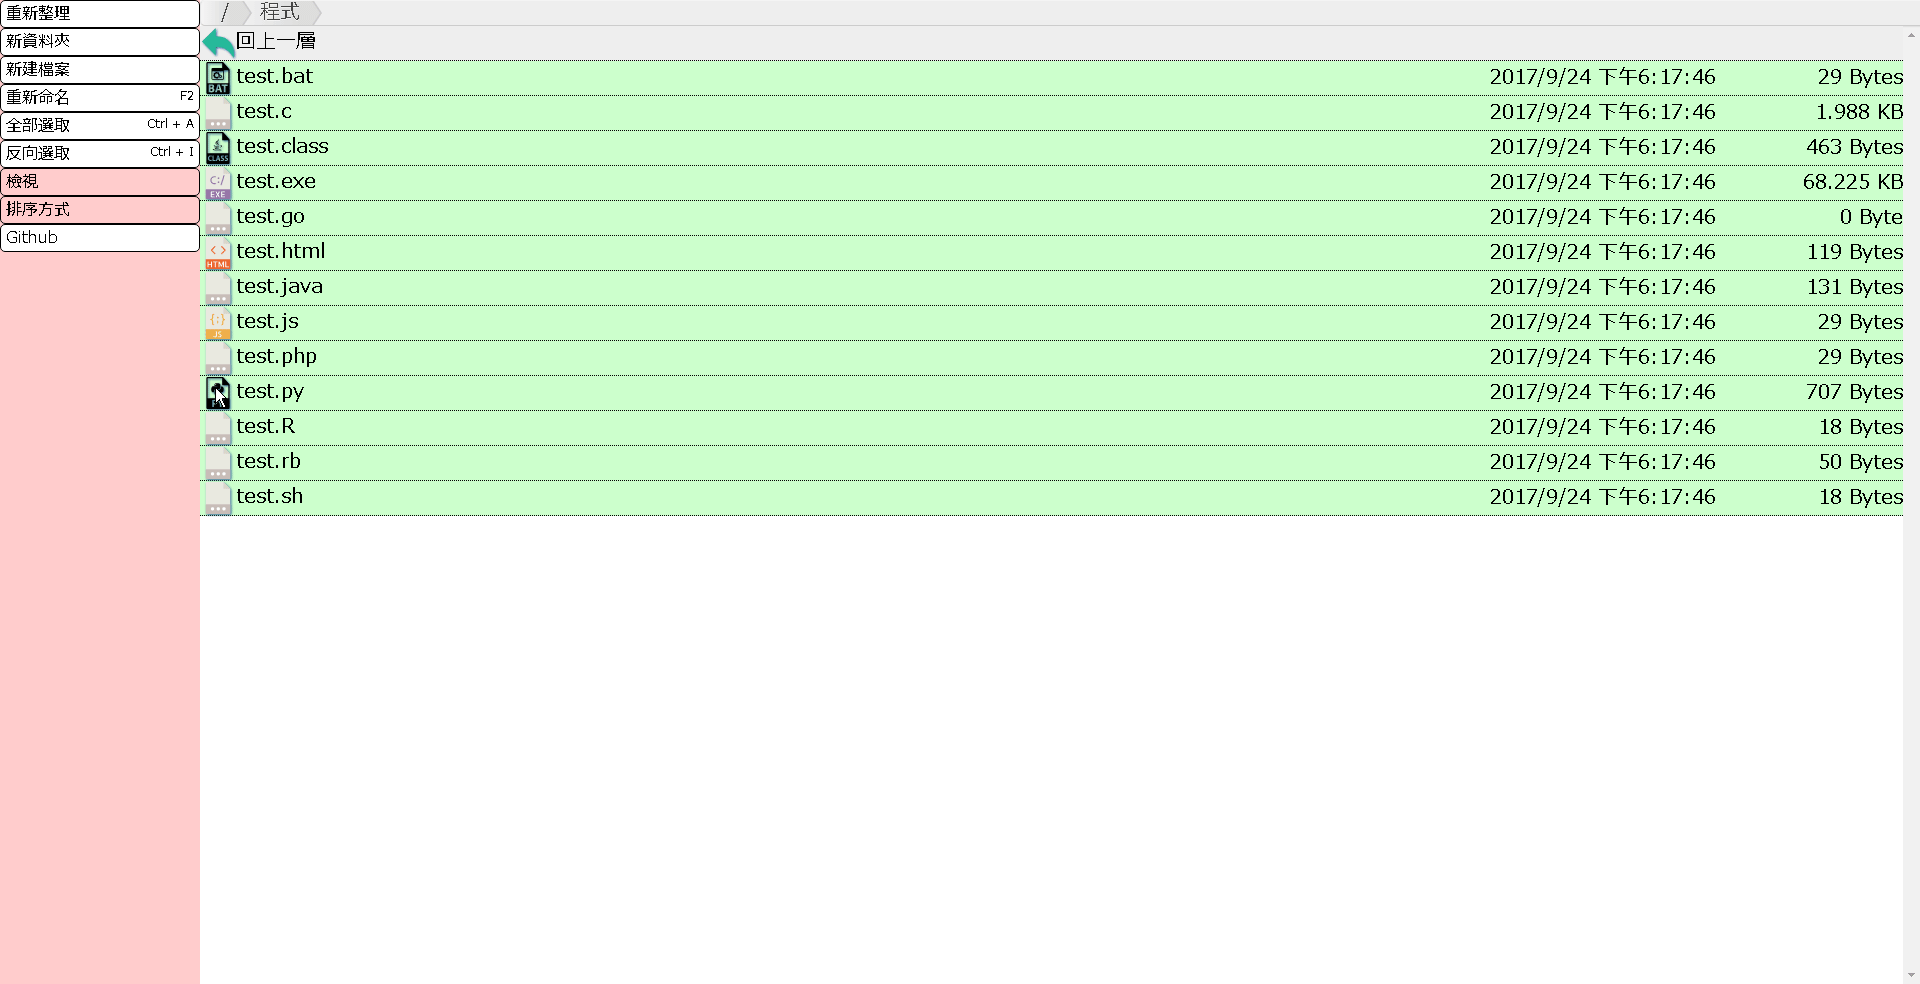 重新整理
新資料夾
新建檔案
重新命名 F2
全部選取 Ctrl + A
反向選取 Ctrl + I
檢視
排序方式
Github
/ 程式
回上一層
BAT test.bat 2017/9/24 下午6:17:46 29 Bytes
test.c 2017/9/24 下午6:17:46 1.988 KB
CLASS test.class 2017/9/24 下午6:17:46 463 Bytes
C:/ EXE test.exe 2017/9/24 下午6:17:46 68.225 KB
test.go 2017/9/24 下午6:17:46 0 Byte
<> HTML test.html 2017/9/24 下午6:17:46 119 Bytes
test.java 2017/9/24 下午6:17:46 131 Bytes
{;} JS test.js 2017/9/24 下午6:17:46 29 Bytes
test.php 2017/9/24 下午6:17:46 29 Bytes
test.py 2017/9/24 下午6:17:46 707 Bytes
test.R 2017/9/24 下午6:17:46 18 Bytes
test.rb 2017/9/24 下午6:17:46 50 Bytes
test.sh 2017/9/24 下午6:17:46 18 Bytes